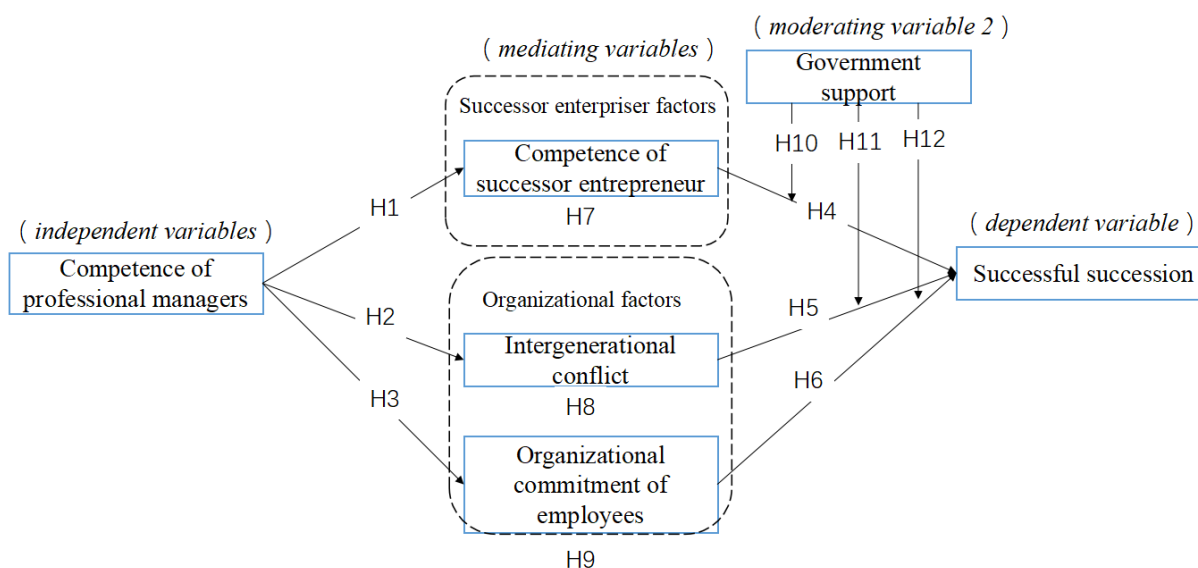 ( moderating variable 2 )
Government
support
( mediating variables )
Successor enterpriser factors
Competence of
successor entrepreneur
H7
H10
H11
H12
H1
H4
( independent variables )
Competence of
professional managers
( dependent variable )
Successful succession
Organizational factors
H2
Intergenerational
conflict
H8
H5
H3
H6
Organizational
commitment of
employees
H9